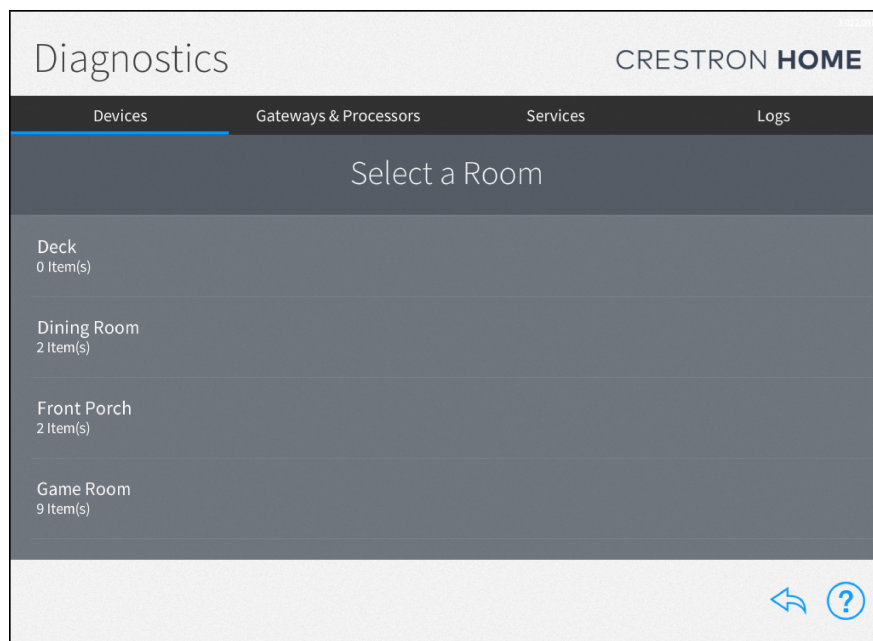 Diagnostics
CRESTRON HOME
Devices
Gateways & Processors
Services
Logs
Select a Room
Deck
0 Item(s)
Dining Room
2 Item(s)
Front Porch
2 Item(s)
Game Room
9 Item(s)
?